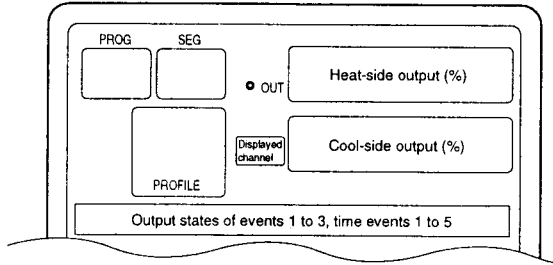 PROG SEG
OUT Heat-side output (%)
Displayed
channel
Cool-side output (%)
PROFILE
Output states of events 1 to 3, time events 1 to 5